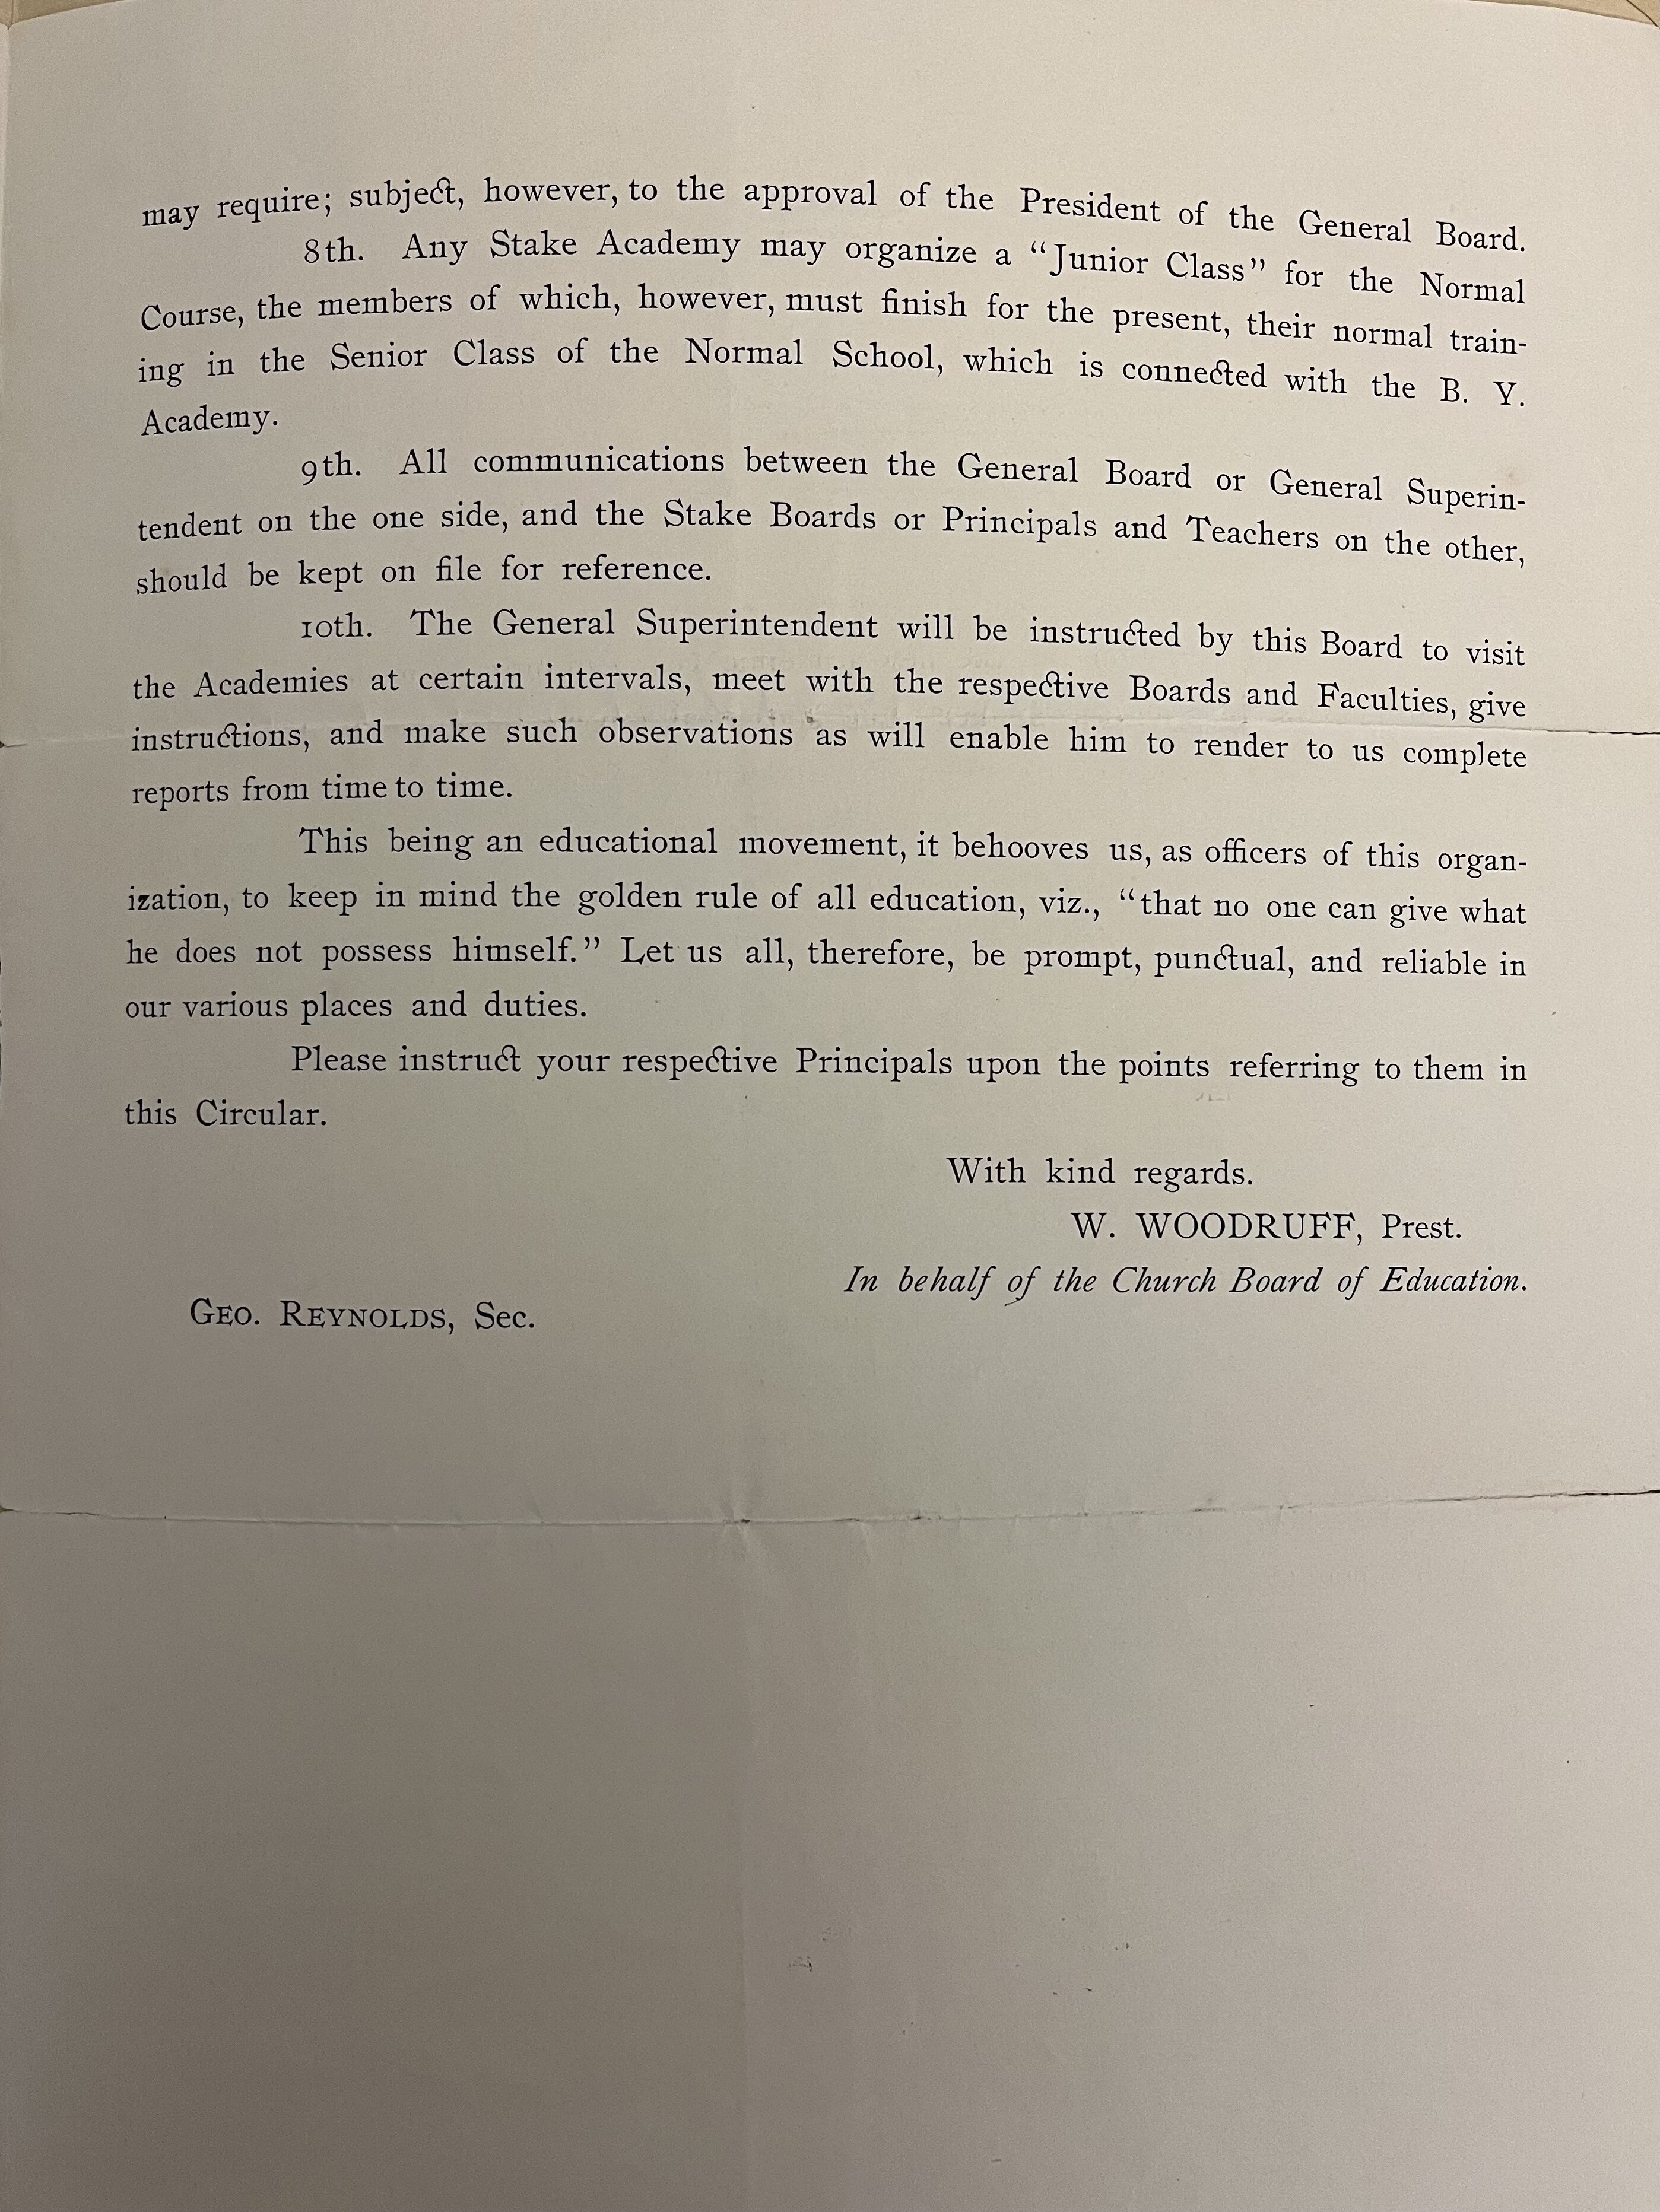 may require; subject, however, to the approval of the President of the General Board.
8th. Any Stake Academy may organize a “Junior Class” for the Normal
Course, the members of which, however, must finish for the present, their normal train-
ing in the Senior Class of the Normal School, which is connected with the B. Y.
Academy.
9th. All communications between the General Board or General Superin-
tendent on the one side, and the Stake Boards or Principals and Teachers on the other,
should be kept on file for reference.
10th. The General Superintendent will be instructed by this Board to visit
the Academies at certain intervals, meet with the respective Boards and Faculties, give
instructions, and make such observations as will enable him to render to us complete
reports from time to time.
This being an educational movement, it behooves us, as officers of this organ-
ization, to keep in mind the golden rule of all education, viz., “that no one can give what
he does not possess himself.” Let us all, therefore, be prompt, punctual, and reliable in
our various places and duties.
Please instruct your respective Principals upon the points referring to them in
this Circular.
With kind regards.
W. WOODRUFF, Prest.
In behalf of the Church Board of Education.
GEO. REYNOLDS, Sec.